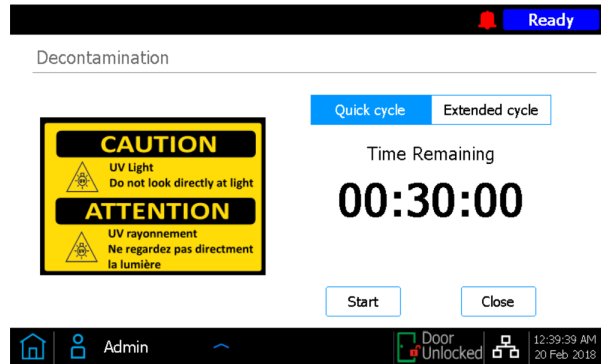 Ready
Decontamination
Quick cycle
Extended cycle
CAUTION
UV Light
Do not look directly at light
ATTENTION
UV rayonnement
Ne regardez pas directment
la lumière
Time Remaining
00:30:00
Start
Close
Admin
Door
Unlocked
12:39:39 AM
20 Feb 2018